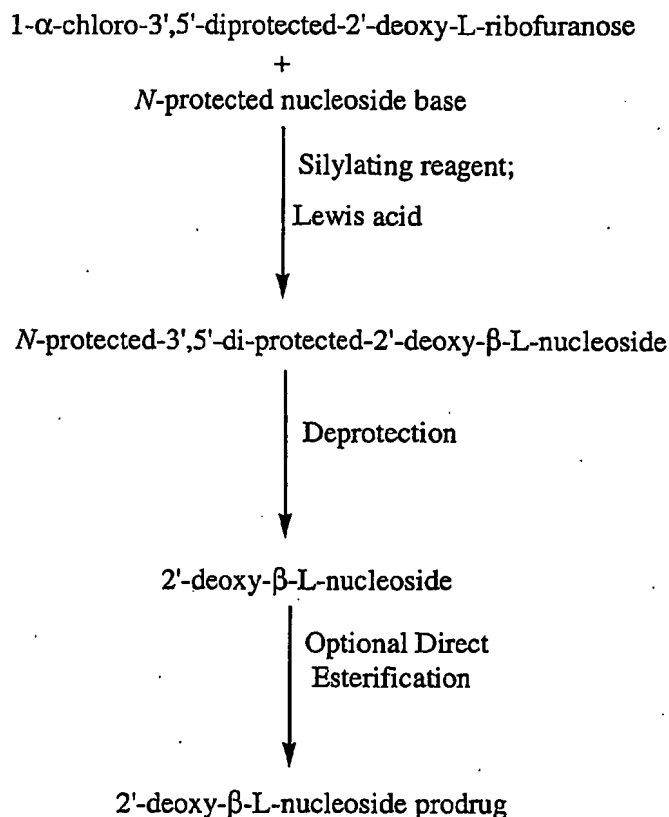 1-α-chloro-3',5'-diprotected-2'-deoxy-L-ribofuranose
+
N-protected nucleoside base
Silylating reagent;
Lewis acid
N-protected-3',5'-di-protected-2'-deoxy-β-L-nucleoside
Deprotection
2'-deoxy-β-L-nucleoside
Optional Direct
Esterification
2'-deoxy-β-L-nucleoside prodrug